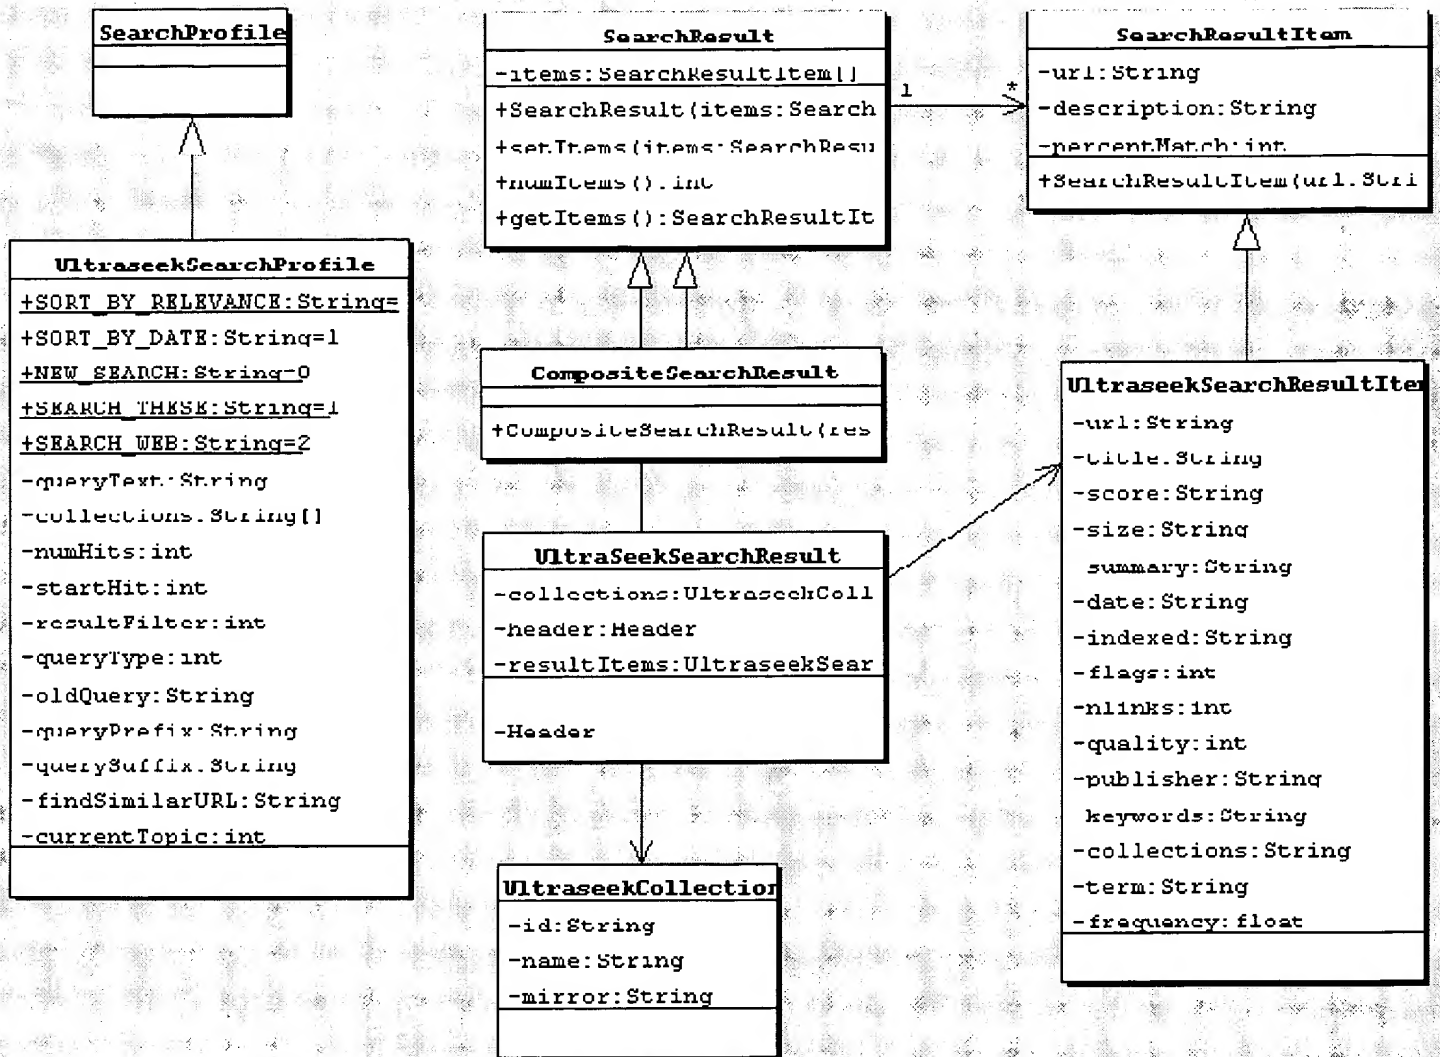 SearchProfile
SearchResult
-items:SearchResultItem[]
+SearchResult(items:Search
+setItems(items:SearchResu
+numItems():int
+getItems():SearchResultIt
1
*
SearchResultItem
-url:String
-description:String
-percentMatch:int
+SearchResultItem(url:Stri
UltraseekSearchProfile
+SORT_BY_RELEVANCE:String=
+SORT_BY_DATE:String=1
+NEW_SEARCH:String=0
+SEARCH_THESE:String=1
+SEARCH_WEB:String=2
-queryText:String
-collections:String[]
-numHits:int
-startHit:int
-resultFilter:int
-queryType:int
-oldQuery:String
-queryPrefix:String
-querySuffix:String
-findSimilarURL:String
-currentTopic:int
CompositeSearchResult
+CompositeSearchResult(res
UltraSeekSearchResult
-collections:UltraseekColl
-header:Header
-resultItems:UltraseekSear
-Header
UltraseekCollection
-id:String
-name:String
-mirror:String
UltraseekSearchResultIte
-url:String
-title:String
-score:String
-size:String
summary:String
-date:String
-indexed:String
-flags:int
-nlinks:int
-quality:int
-publisher:String
keywords:String
-collections:String
-term:String
-frequency:float